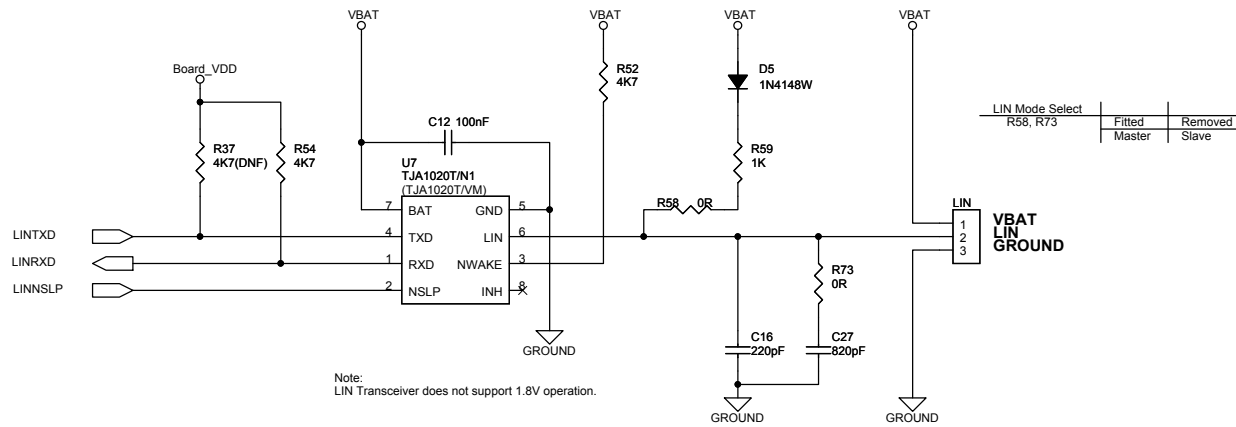 VBAT
VBAT
VBAT
VBAT
Board_VDD
R52
4K7
D5
1N4148W
LIN Mode Select
R58, R73
Fitted
Removed
Master
Slave
C12 100nF
R37
4K7(DNF)
R54
4K7
R59
1K
U7
TJA1020T/N1
(TJA1020T/VM)
R58
0R
LIN
7
BAT
GND
5
1
VBAT
LINTXD
4
TXD
LIN
6
2
LIN
3
GROUND
LINRXD
1
RXD
NWAKE
3
R73
0R
LINNSLP
2
NSLP
INH
8
C16
220pF
C27
820pF
GROUND
Note:
LIN Transceiver does not support 1.8V operation.
GROUND
GROUND